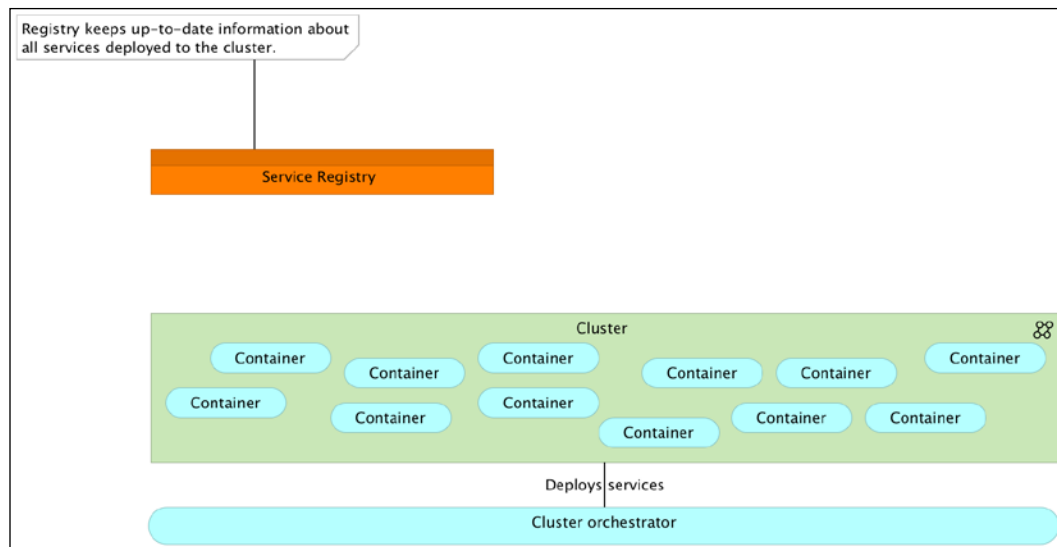 Registry keeps up-to-date information about
all services deployed to the cluster.
Service Registry
Cluster
Container
Container
Container
Container
Container
Container
Container
Container
Container
Container
Container
Container
Deploys services
Cluster orchestrator